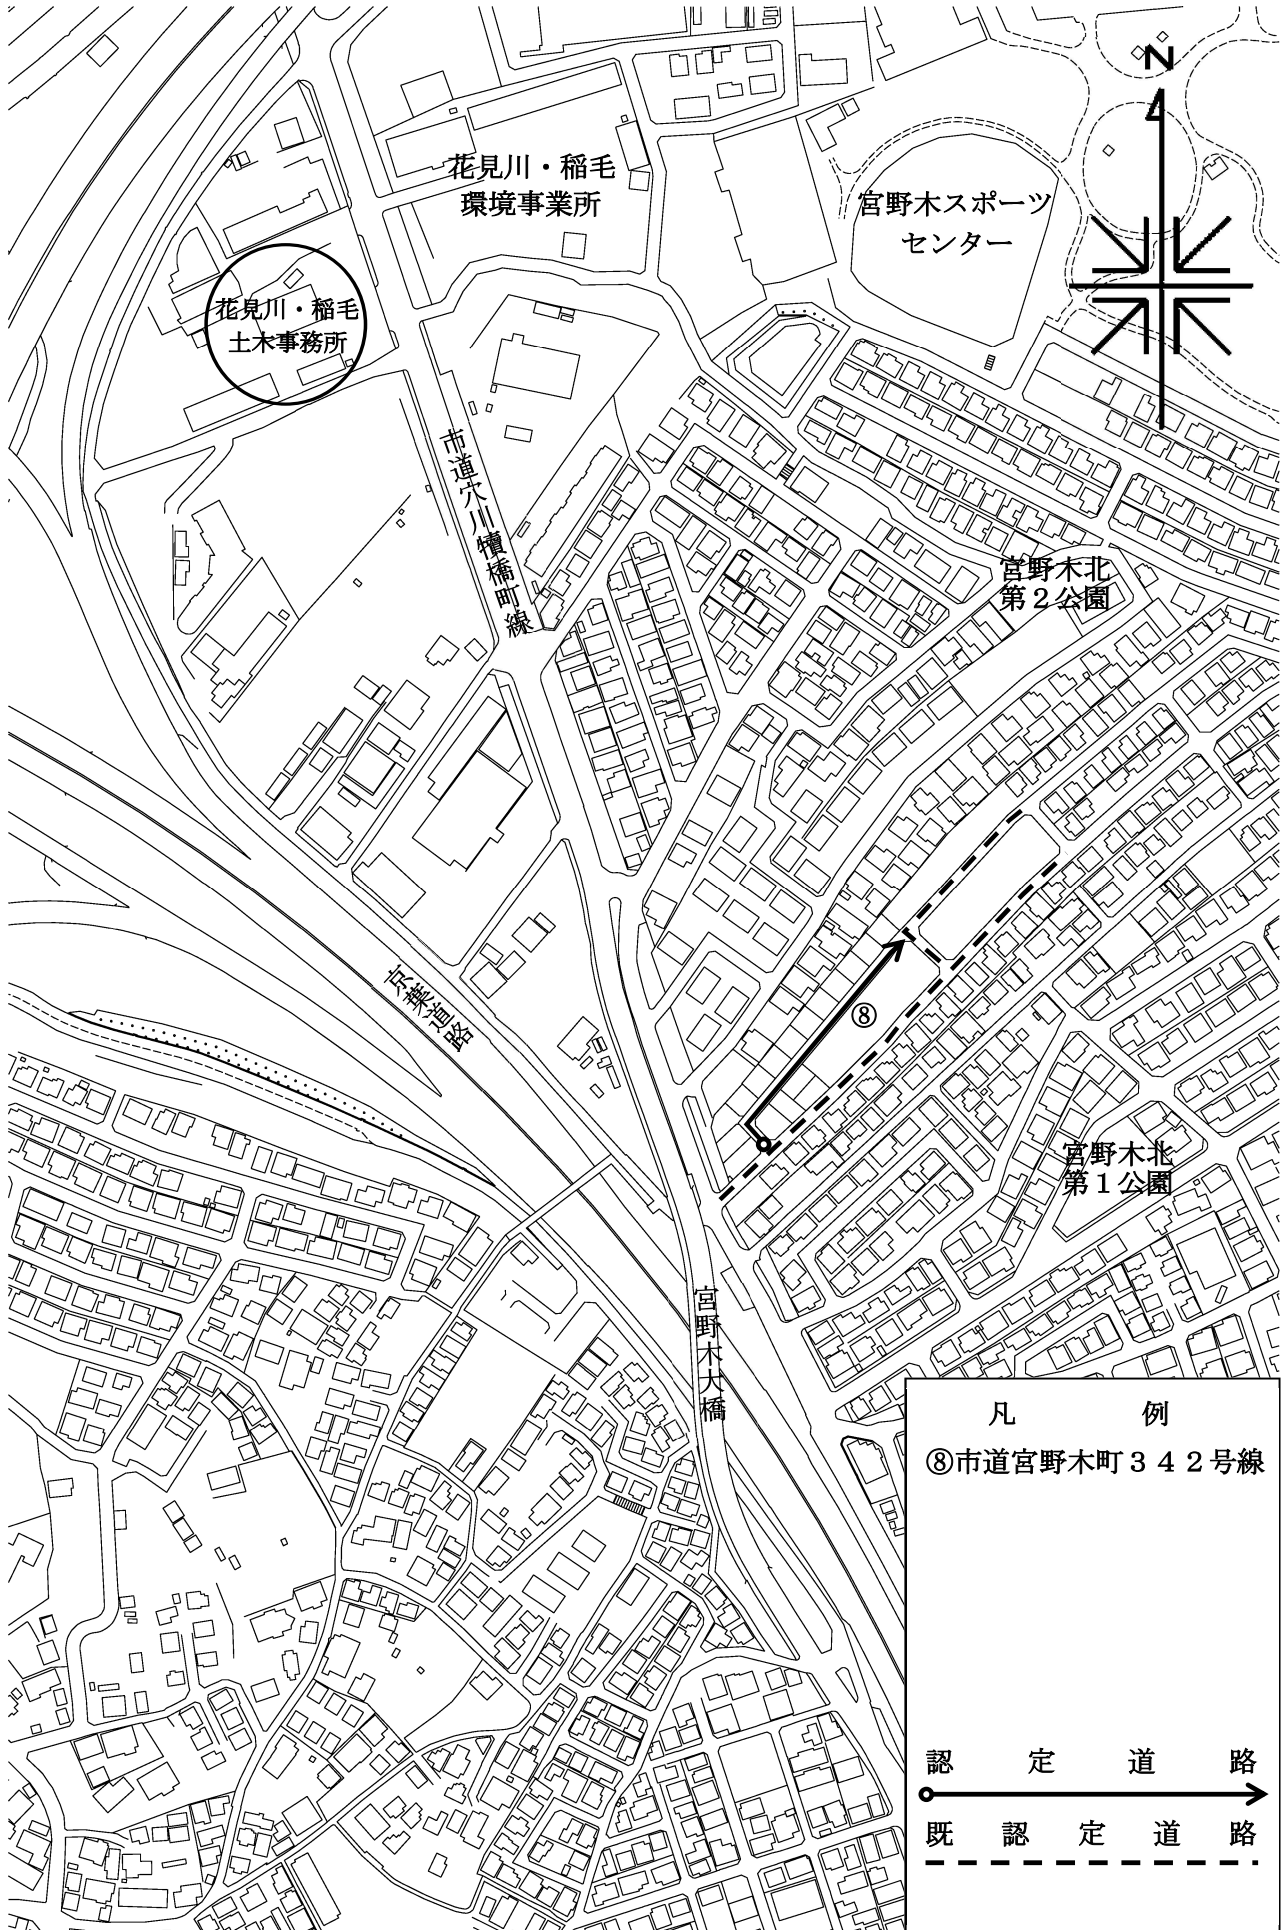 N
花見川・稲毛
環境事業所
宮野木スポーツ
センター
花見川・稲毛
土木事務所
市道穴川犢橋町線
宮野木北
第２公園
京葉道路
⑧
宮野木北
第１公園
宮野木大橋
凡　例
⑧市道宮野木町３４２号線
認定道路
既認定道路